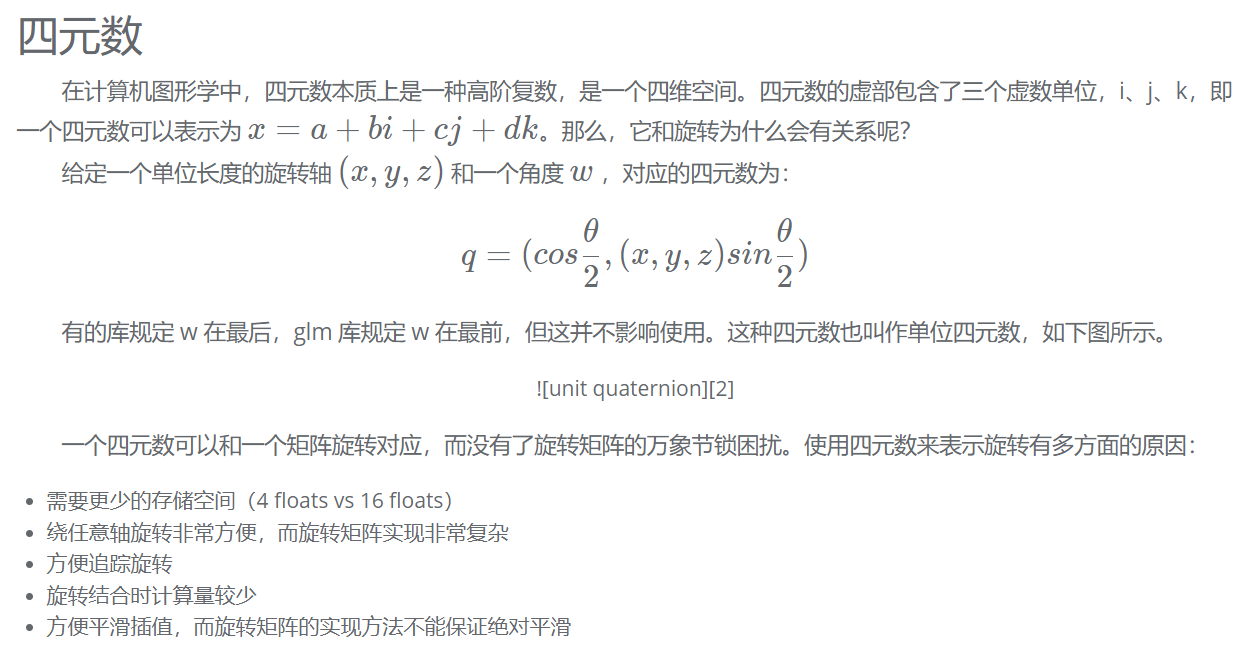 四元数
在计算机图形学中，四元数本质上是一种高阶复数，是一个四维空间。四元数的虚部包含了三个虚数单位，i、j、k，即
一个四元数可以表示为 x = a + bi + cj + dk。那么，它和旋转为什么会有关系呢？
给定一个单位长度的旋转轴 (x, y, z) 和一个角度 w ，对应的四元数为：
q = (cos θ/2, (x, y, z)sin θ/2)
有的库规定 w 在最后，glm 库规定 w 在最前，但这并不影响使用。这种四元数也叫作单位四元数，如下图所示。
![unit quaternion][2]
一个四元数可以和一个矩阵旋转对应，而没有了旋转矩阵的万象节锁困扰。使用四元数来表示旋转有多方面的原因：
• 需要更少的存储空间（4 floats vs 16 floats）
• 绕任意轴旋转非常方便，而旋转矩阵实现非常复杂
• 方便追踪旋转
• 旋转结合时计算量较少
• 方便平滑插值，而旋转矩阵的实现方法不能保证绝对平滑